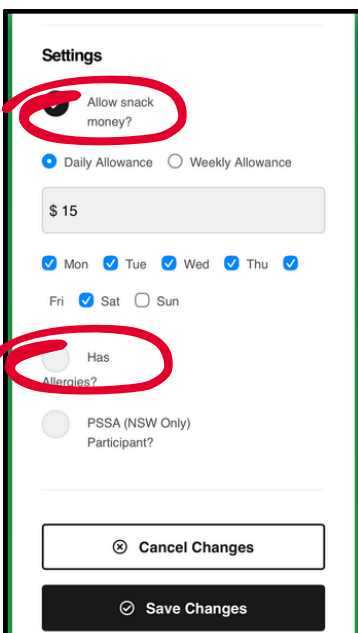 Settings
Allow snack
money?
Daily Allowance Weekly Allowance
$ 15
Mon Tue Wed Thu
Fri Sat Sun
Has
Allergies?
PSSA (NSW Only)
Participant?
Cancel Changes
Save Changes